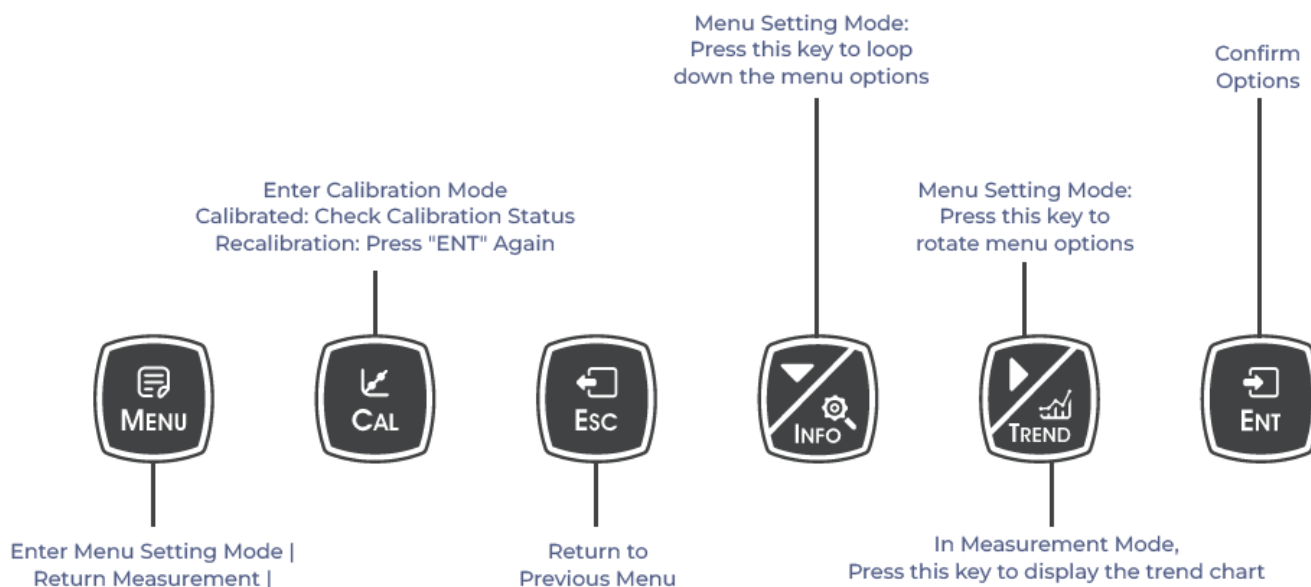 Menu Setting Mode:
Press this key to loop
down the menu options
Confirm
Options
Enter Calibration Mode
Calibrated: Check Calibration Status
Recalibration: Press "ENT" Again
Menu Setting Mode:
Press this key to
rotate menu options
MENU
CAL
ESC
INFO
TREND
ENT
Enter Menu Setting Mode |
Return Measurement |
Return to
Previous Menu
In Measurement Mode,
Press this key to display the trend chart